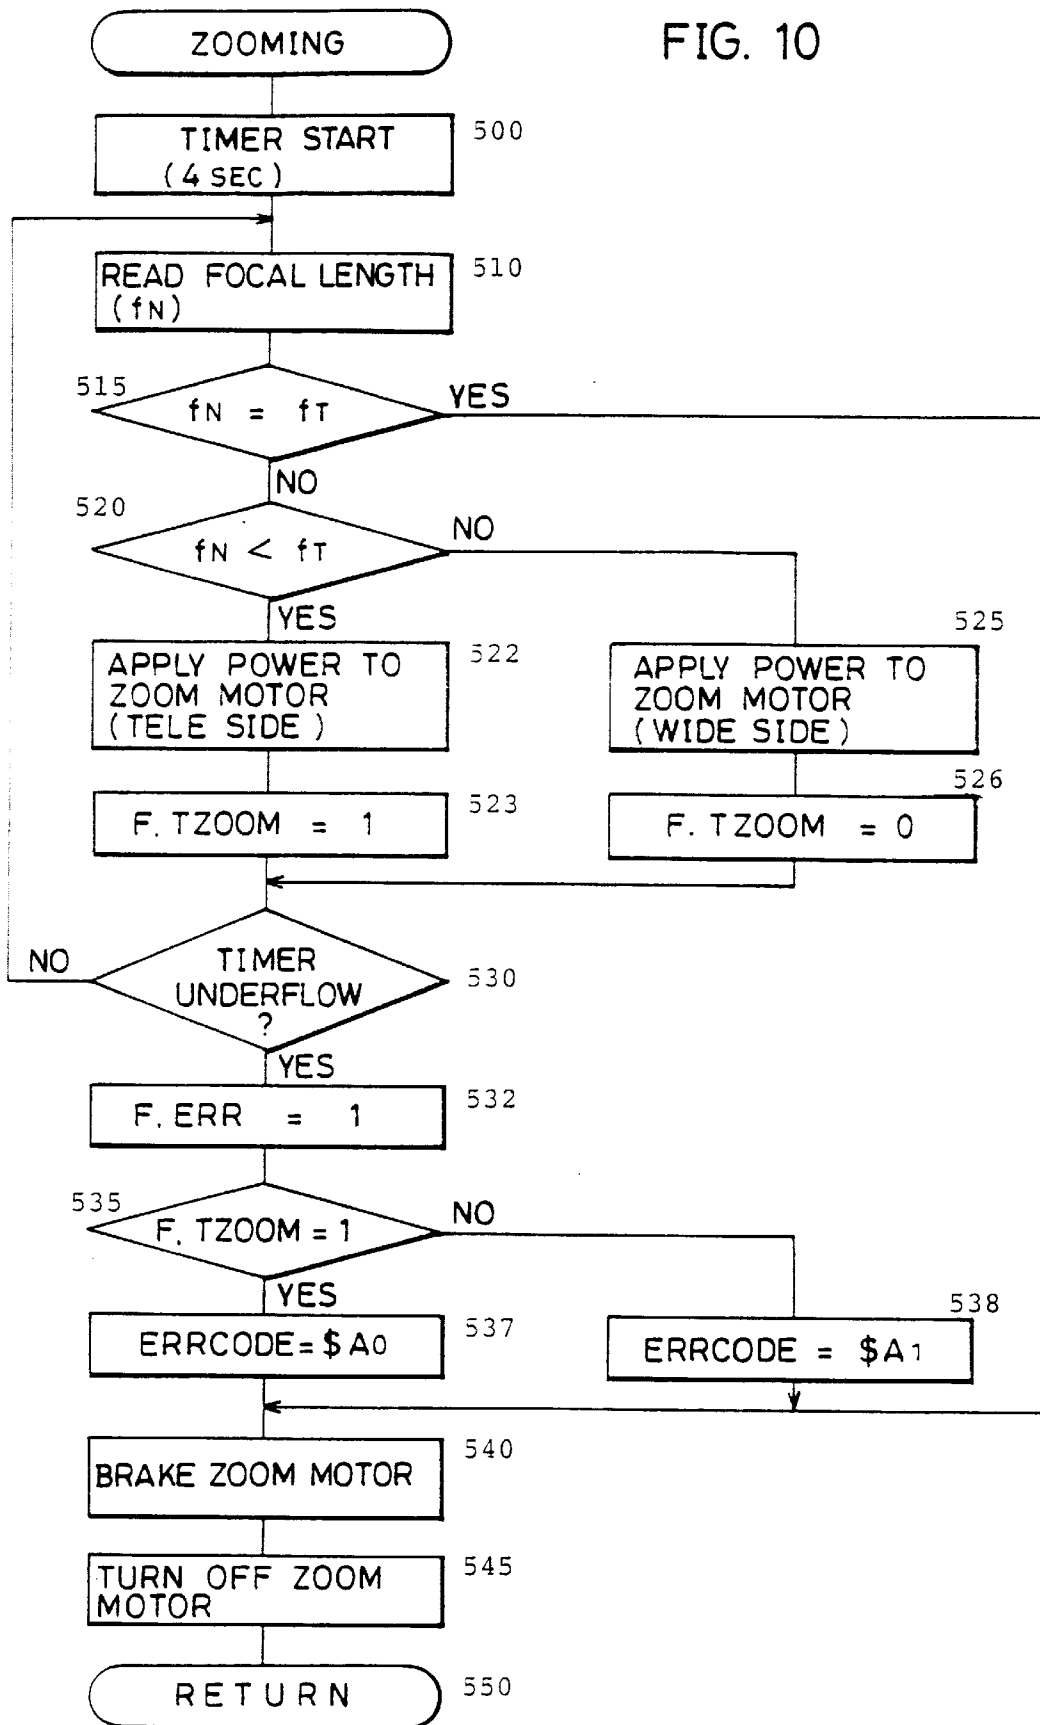 ZOOMING
FIG. 10
TIMER START
(4 SEC)
500
READ FOCAL LENGTH
(fN)
510
515
fN = fT
YES
NO
520
fN < fT
NO
YES
APPLY POWER TO
ZOOM MOTOR
(TELE SIDE)
522
525
APPLY POWER TO
ZOOM MOTOR
(WIDE SIDE)
F. TZOOM = 1
523
526
F. TZOOM = 0
NO
TIMER
UNDERFLOW
?
530
YES
F. ERR = 1
532
535
F. TZOOM = 1
NO
YES
ERRCODE = $A0
537
538
ERRCODE = $A1
BRAKE ZOOM MOTOR
540
TURN OFF ZOOM
MOTOR
545
RETURN
550